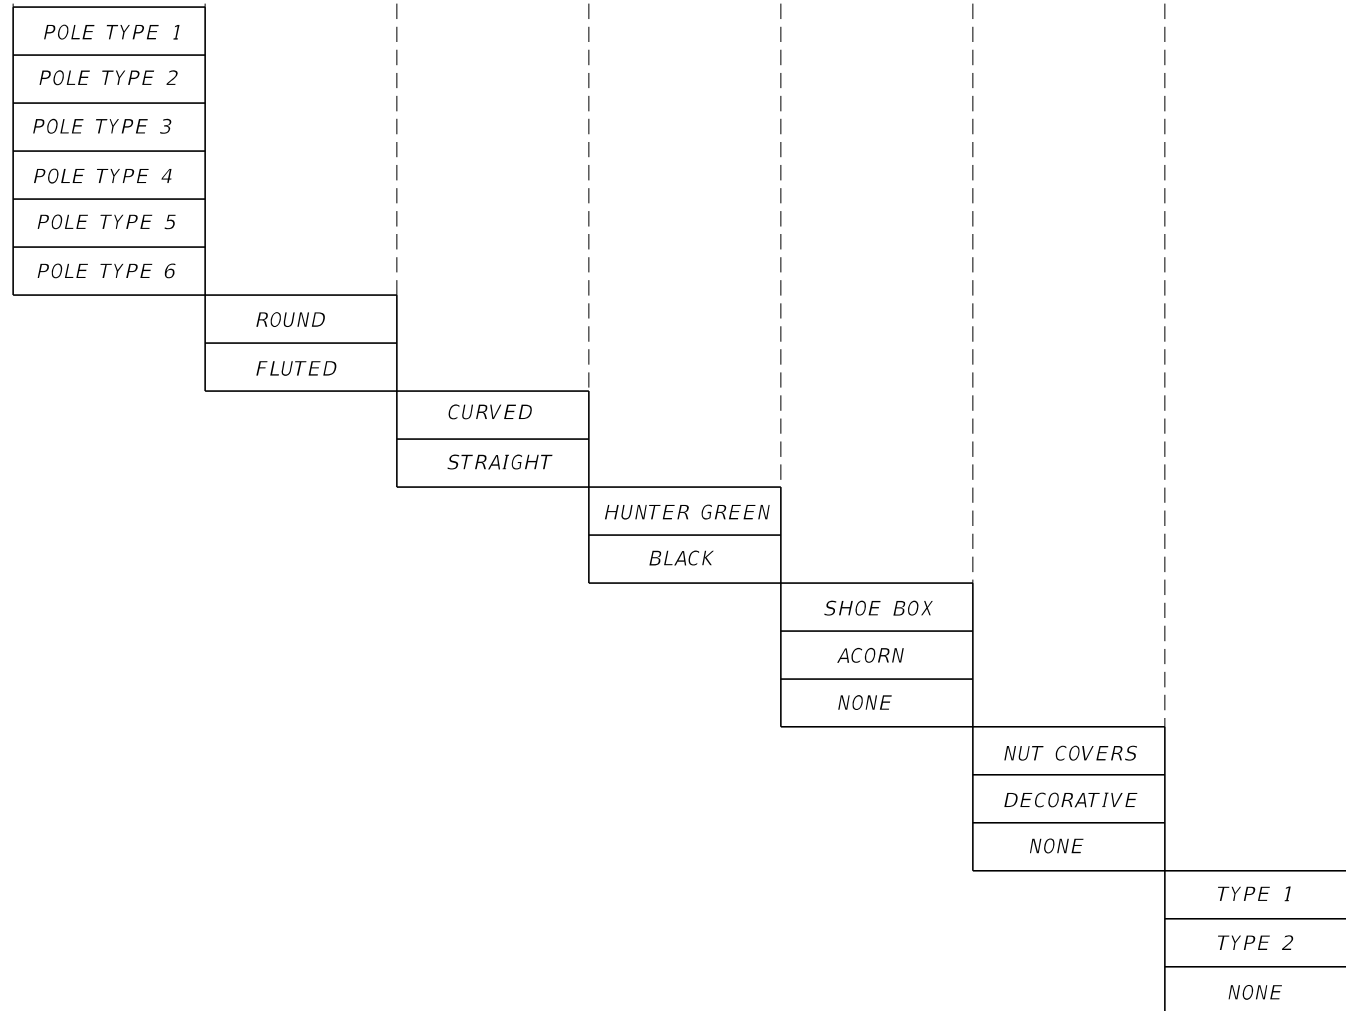 POLE TYPE 1
POLE TYPE 2
POLE TYPE 3
POLE TYPE 4
POLE TYPE 5
POLE TYPE 6
ROUND
FLUTED
CURVED
STRAIGHT
HUNTER GREEN
BLACK
SHOE BOX
ACORN
NONE
NUT COVERS
DECORATIVE
NONE
TYPE 1
TYPE 2
NONE